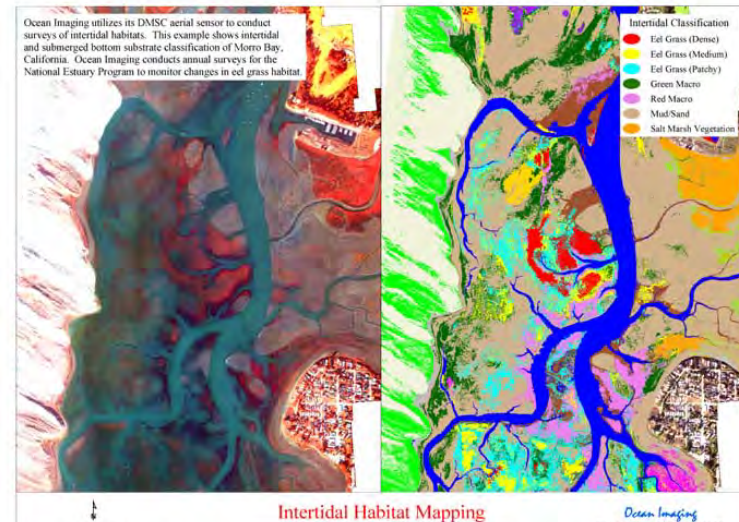 Ocean Imaging utilizes its DMSC aerial sensor to conduct
surveys of intertidal habitats. This example shows intertidal
and submerged bottom substrate classification of Morro Bay,
California. Ocean Imaging conducts annual surveys for the
National Estuary Program to monitor changes in eel grass habitat.
Intertidal Classification
Eel Grass (Dense)
Eel Grass (Medium)
Eel Grass (Patchy)
Green Macro
Red Macro
Mud/Sand
Salt Marsh Vegetation
Intertidal Habitat Mapping
Ocean Imaging